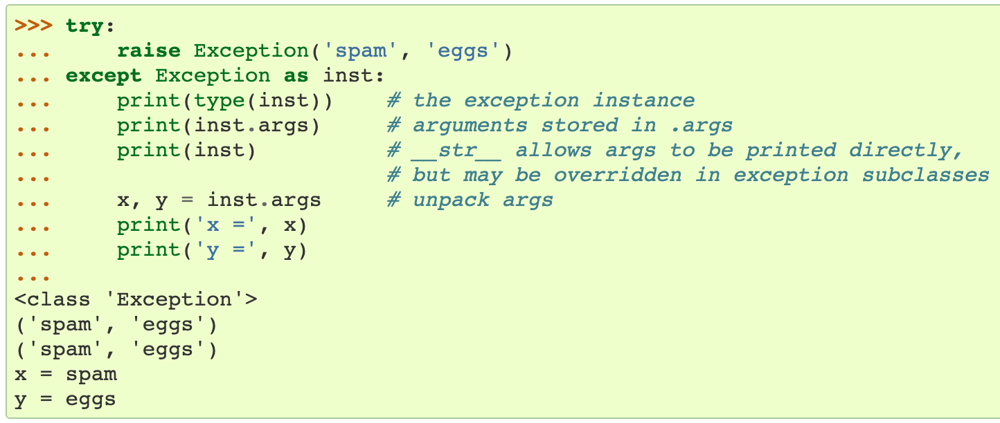 >>> try:
...     raise Exception('spam', 'eggs')
... except Exception as inst:
...     print(type(inst))    # the exception instance
...     print(inst.args)     # arguments stored in .args
...     print(inst)          # __str__ allows args to be printed directly,
...                          # but may be overridden in exception subclasses
...     x, y = inst.args     # unpack args
...     print('x =', x)
...     print('y =', y)
...
<class 'Exception'>
('spam', 'eggs')
('spam', 'eggs')
x = spam
y = eggs